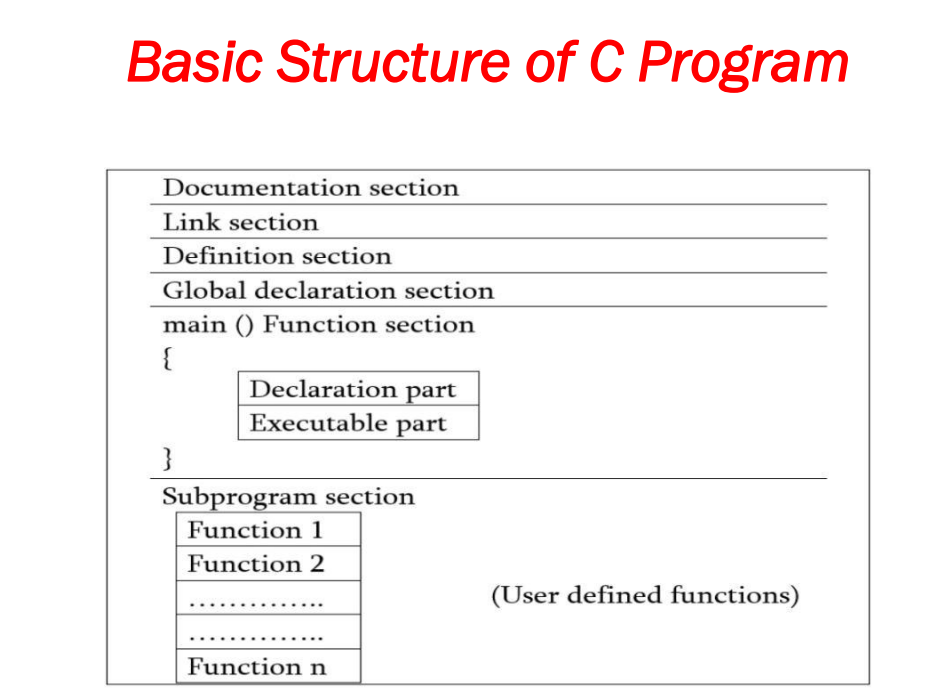 Basic Structure of C Program
Documentation section
Link section
Definition section
Global declaration section
main () Function section
{
Declaration part
Executable part
}
Subprogram section
Function 1
Function 2
…………..
(User defined functions)
…………..
Function n